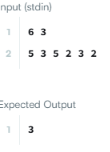 Input (stdin)
1 6 3
2 5 3 5 2 3 2
Expected Output
1 3